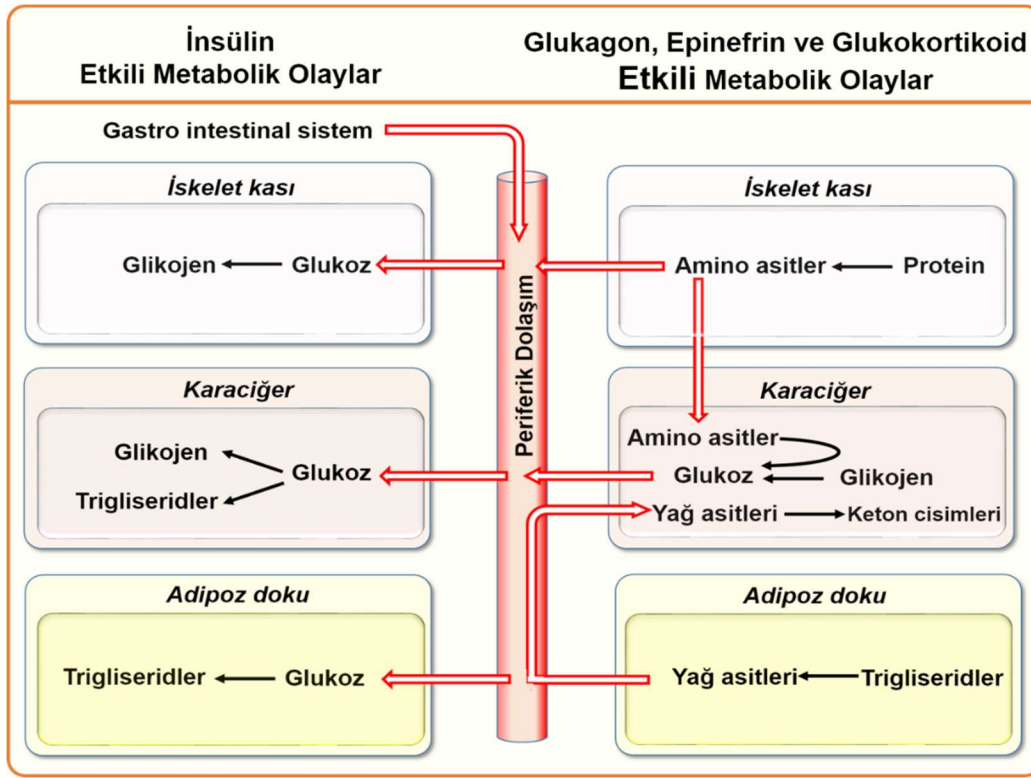 İnsülin
Etkili Metabolik Olaylar
Glukagon, Epinefrin ve Glukokortikoid
Etkili Metabolik Olaylar
Gastro intestinal sistem
Periferik Dolaşım
İskelet kası
Glikojen
Glukoz
Karaciğer
Glikojen
Glukoz
Trigliseridler
Adipoz doku
Trigliseridler
Glukoz
İskelet kası
Amino asitler
Protein
Karaciğer
Amino asitler
Glukoz
Glikojen
Yağ asitleri
Keton cisimleri
Adipoz doku
Yağ asitleri
Trigliseridler